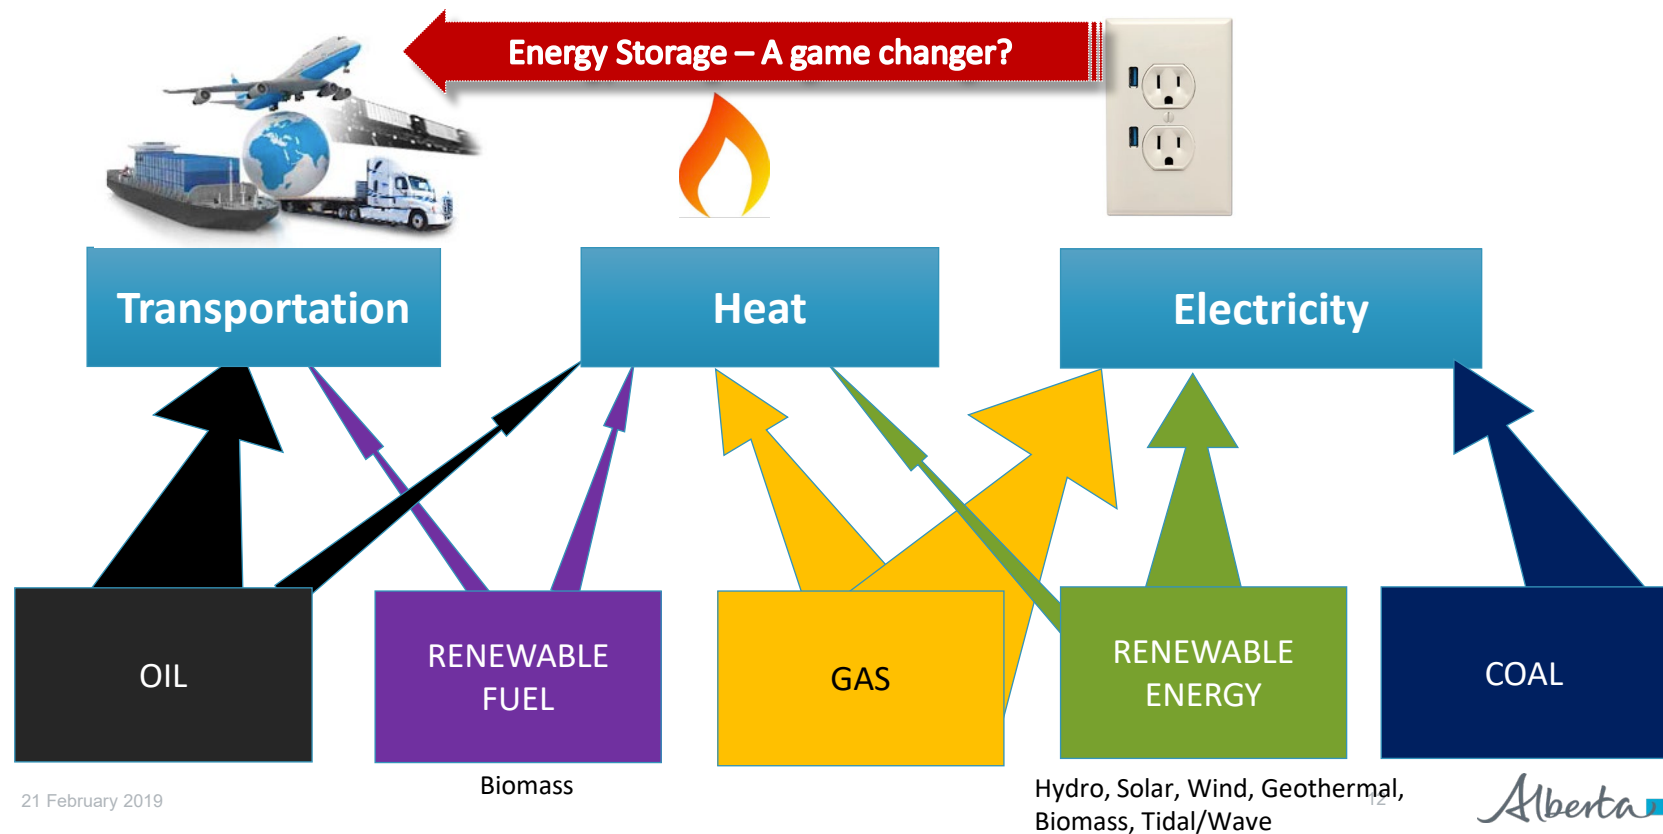 Energy Storage – A game changer?
Transportation
Heat
Electricity
OIL
RENEWABLE
FUEL
GAS
RENEWABLE
ENERGY
COAL
Biomass
Hydro, Solar, Wind, Geothermal,
Biomass, Tidal/Wave
21 February 2019
12
Alberta